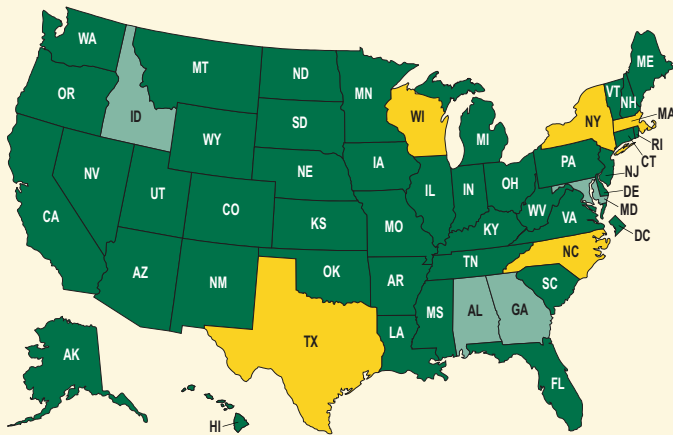 WA
ME
MT
ND
VT
MN
NH
OR
MA
WI
NY
ID
SD
MI
RI
WY
CT
PA
IA
NJ
NE
OH
NV
IL
IN
DE
UT
MD
CO
WV
VA
CA
KS
MO
KY
DC
NC
TN
OK
AZ
NM
AR
SC
MS
AL
GA
LA
TX
AK
FL
HI